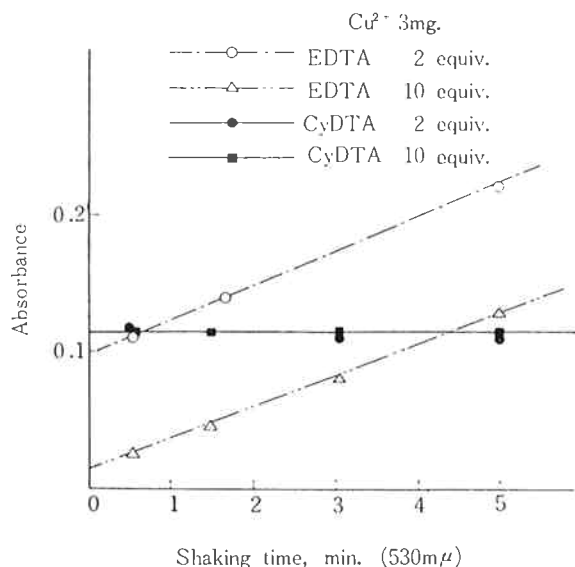 Cu²⁺ 3mg.
EDTA 2 equiv.
EDTA 10 equiv.
CyDTA 2 equiv.
CyDTA 10 equiv.
Absorbance
0.2
0.1
0 1 2 3 4 5
Shaking time, min. (530mμ)